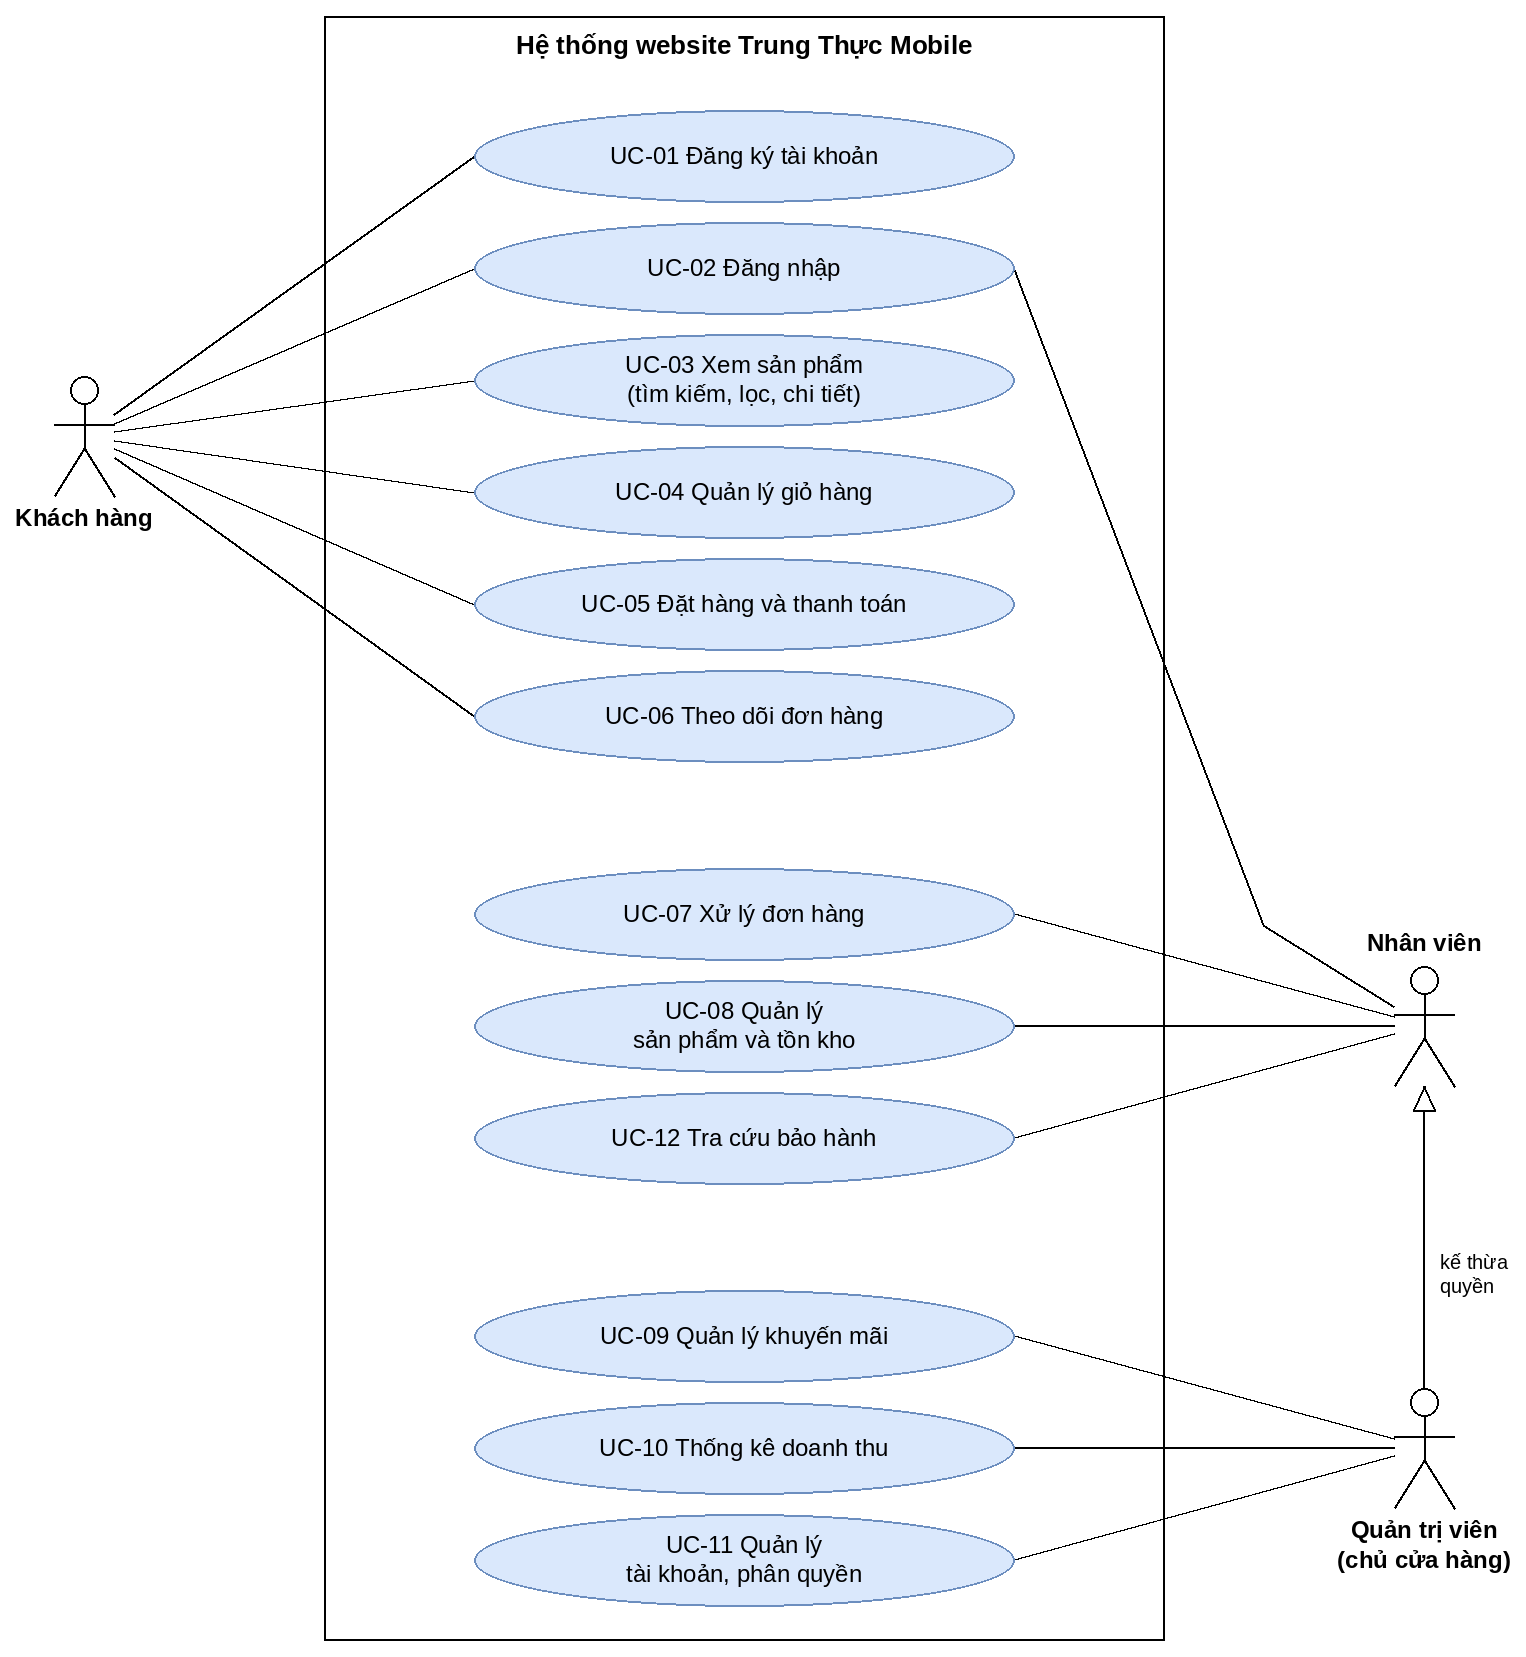 Hệ thống website Trung Thực Mobile
UC-01 Đăng ký tài khoản
UC-02 Đăng nhập
UC-03 Xem sản phẩm
(tìm kiếm, lọc, chi tiết)
UC-04 Quản lý giỏ hàng
Khách hàng
UC-05 Đặt hàng và thanh toán
UC-06 Theo dõi đơn hàng
UC-07 Xử lý đơn hàng
Nhân viên
UC-08 Quản lý
sản phẩm và tồn kho
UC-12 Tra cứu bảo hành
kế thừa
quyền
UC-09 Quản lý khuyến mãi
UC-10 Thống kê doanh thu
UC-11 Quản lý
tài khoản, phân quyền
Quản trị viên
(chủ cửa hàng)